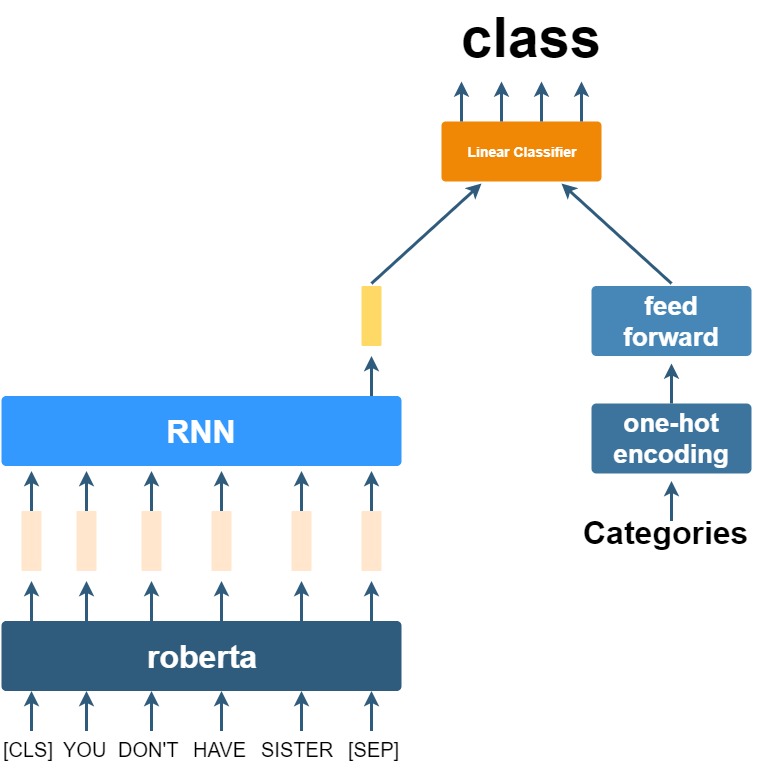 class
Linear Classifier
feed
forward
RNN
one-hot
encoding
Categories
roberta
[CLS] YOU DON'T HAVE SISTER [SEP]